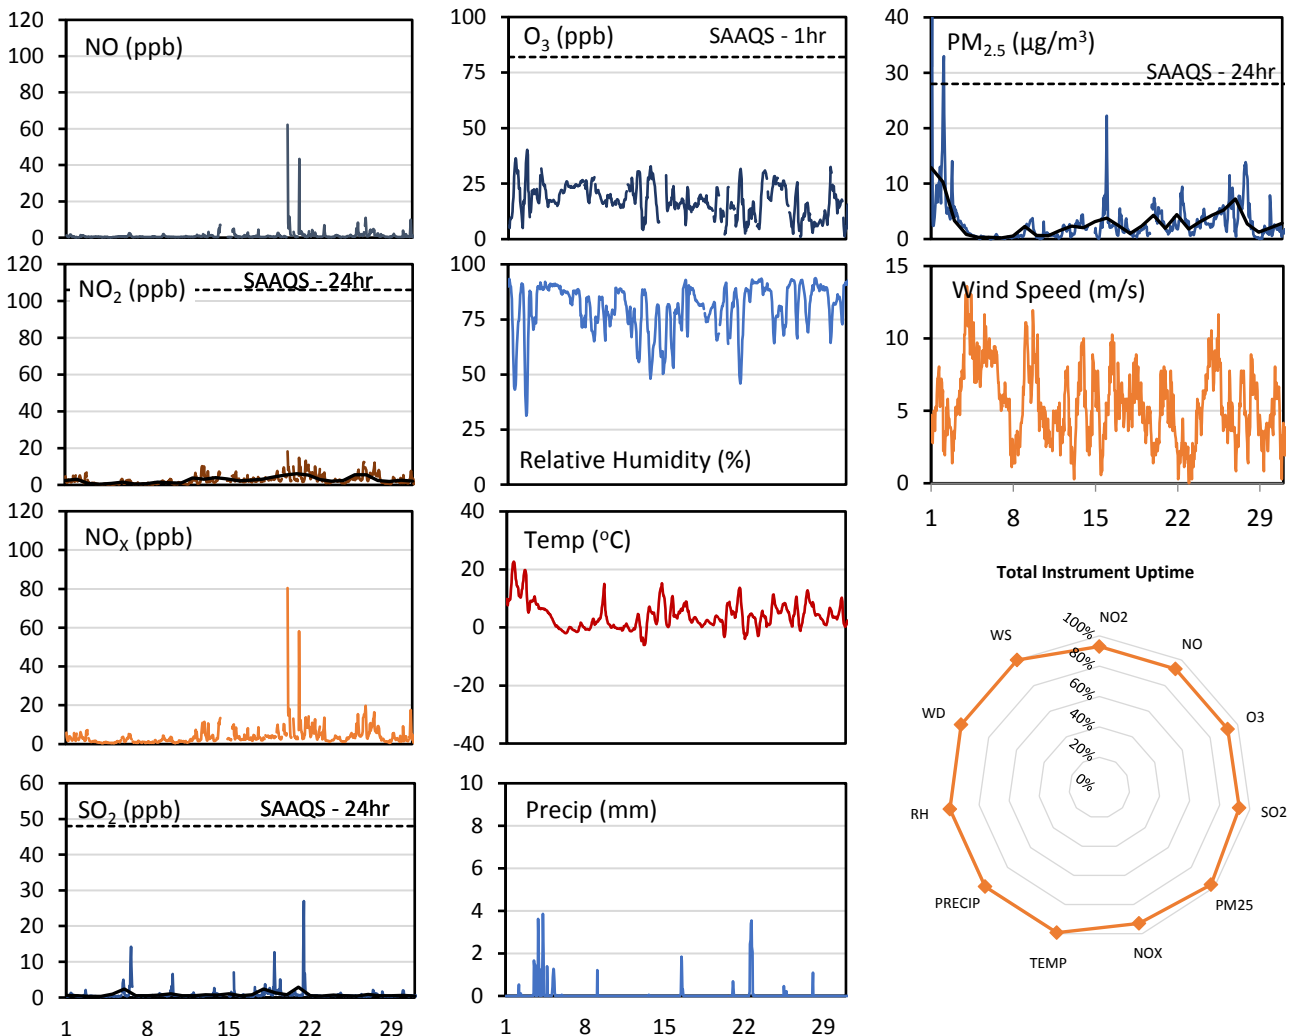 120
100
80
60
40
20
0
NO (ppb)
120
100
80
60
40
20
0
NO₂ (ppb)
SAAQS - 24hr
120
100
80
60
40
20
0
NOₓ (ppb)
60
50
40
30
20
10
0
SO₂ (ppb)
SAAQS - 24hr
1 8 15 22 29
100
75
50
25
0
O₃ (ppb)
SAAQS - 1hr
100
75
50
25
0
Relative Humidity (%)
40
20
0
-20
-40
Temp (°C)
10
8
6
4
2
0
Precip (mm)
1 8 15 22 29
40
30
20
10
0
PM₂.₅ (µg/m³)
SAAQS - 24hr
15
10
5
0
Wind Speed (m/s)
1 8 15 22 29
Total Instrument Uptime
100%
80%
60%
40%
20%
0%
NO2
NO
O3
SO2
PM25
NOX
TEMP
PRECIP
RH
WD
WS